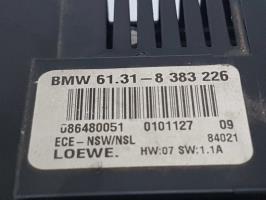 BMW 61.31-8 383 226
086480051 0101127 09
ECE-NSW/NSL 84021
LOEWE. HW:07 SW:1.1A